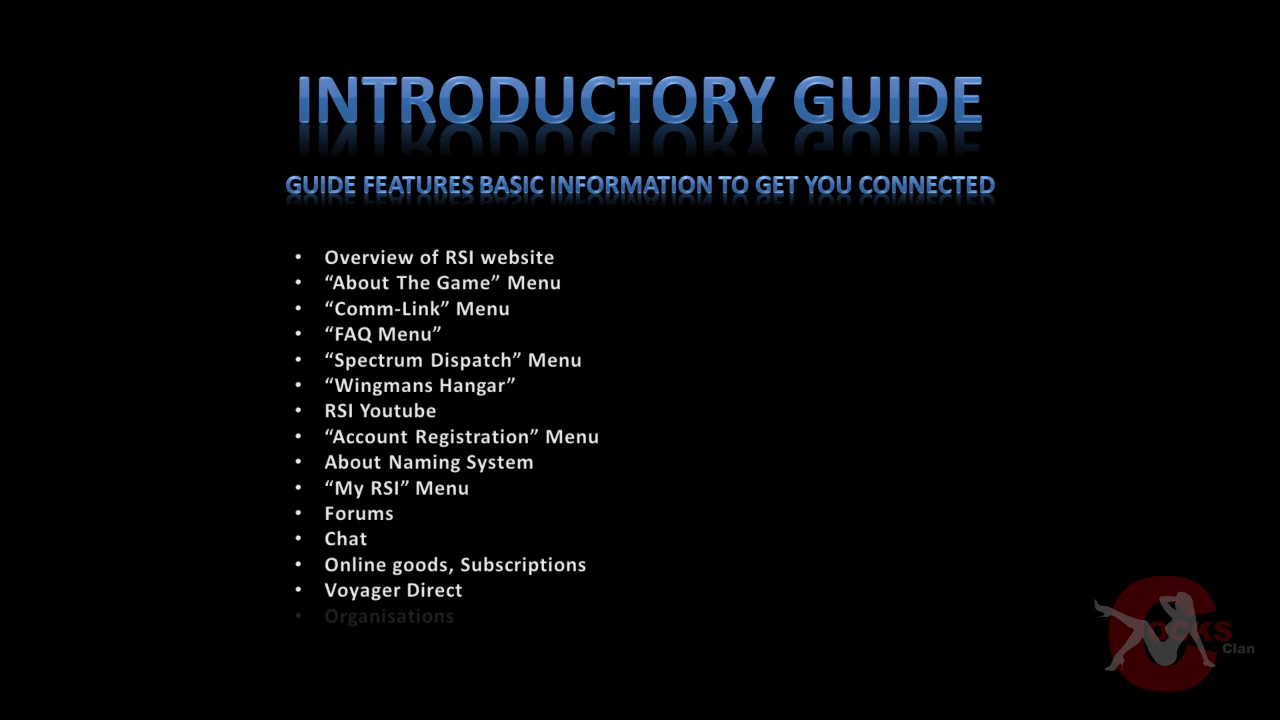 INTRODUCTORY GUIDE
GUIDE FEATURES BASIC INFORMATION TO GET YOU CONNECTED
• Overview of RSI website
• “About The Game” Menu
• “Comm-Link” Menu
• “FAQ Menu”
• “Spectrum Dispatch” Menu
• “Wingmans Hangar”
• RSI Youtube
• “Account Registration” Menu
• About Naming System
• “My RSI” Menu
• Forums
• Chat
• Online goods, Subscriptions
• Voyager Direct
• Organisations
Cocks
Clan